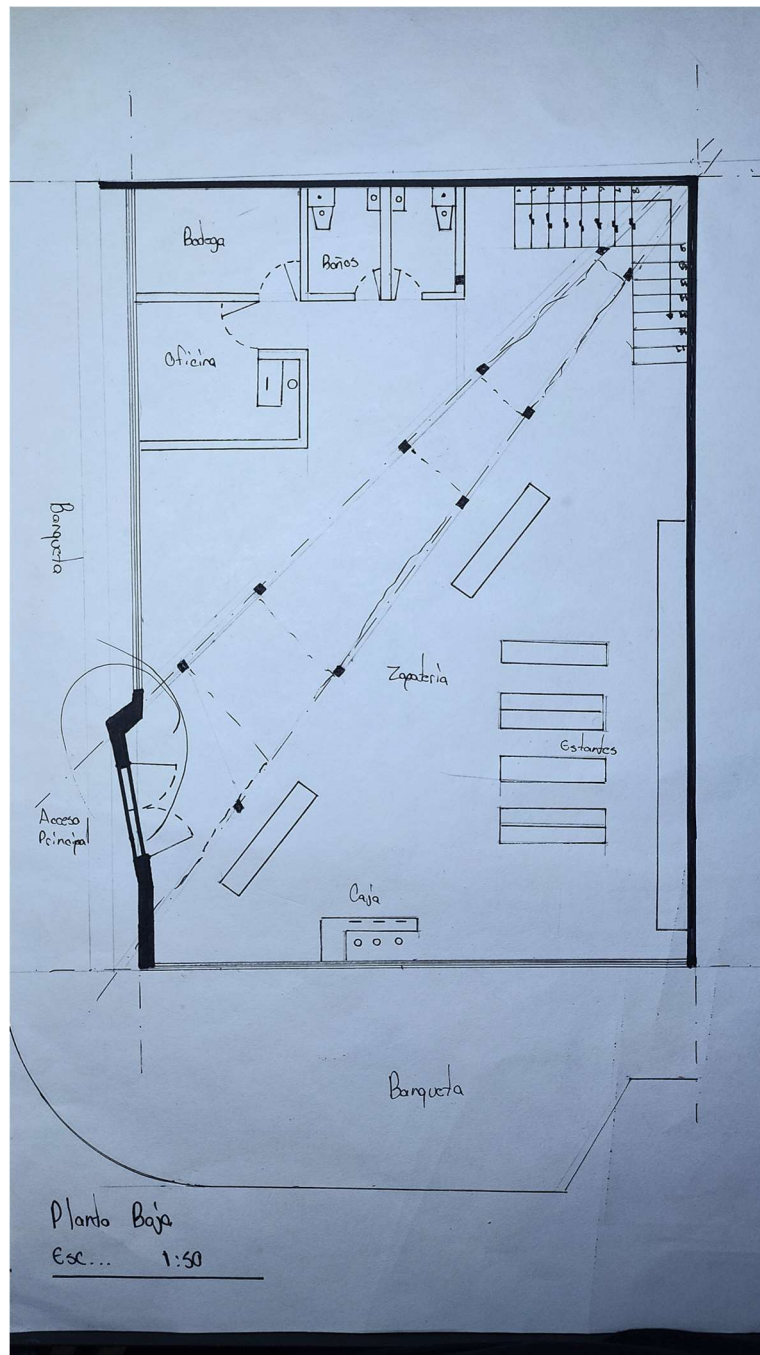 Bodega
Baños
Oficina
Banqueta
Zapatería
Estantes
Acceso
Principal
Caja
Banqueta
Planta Baja
Esc... 1:50